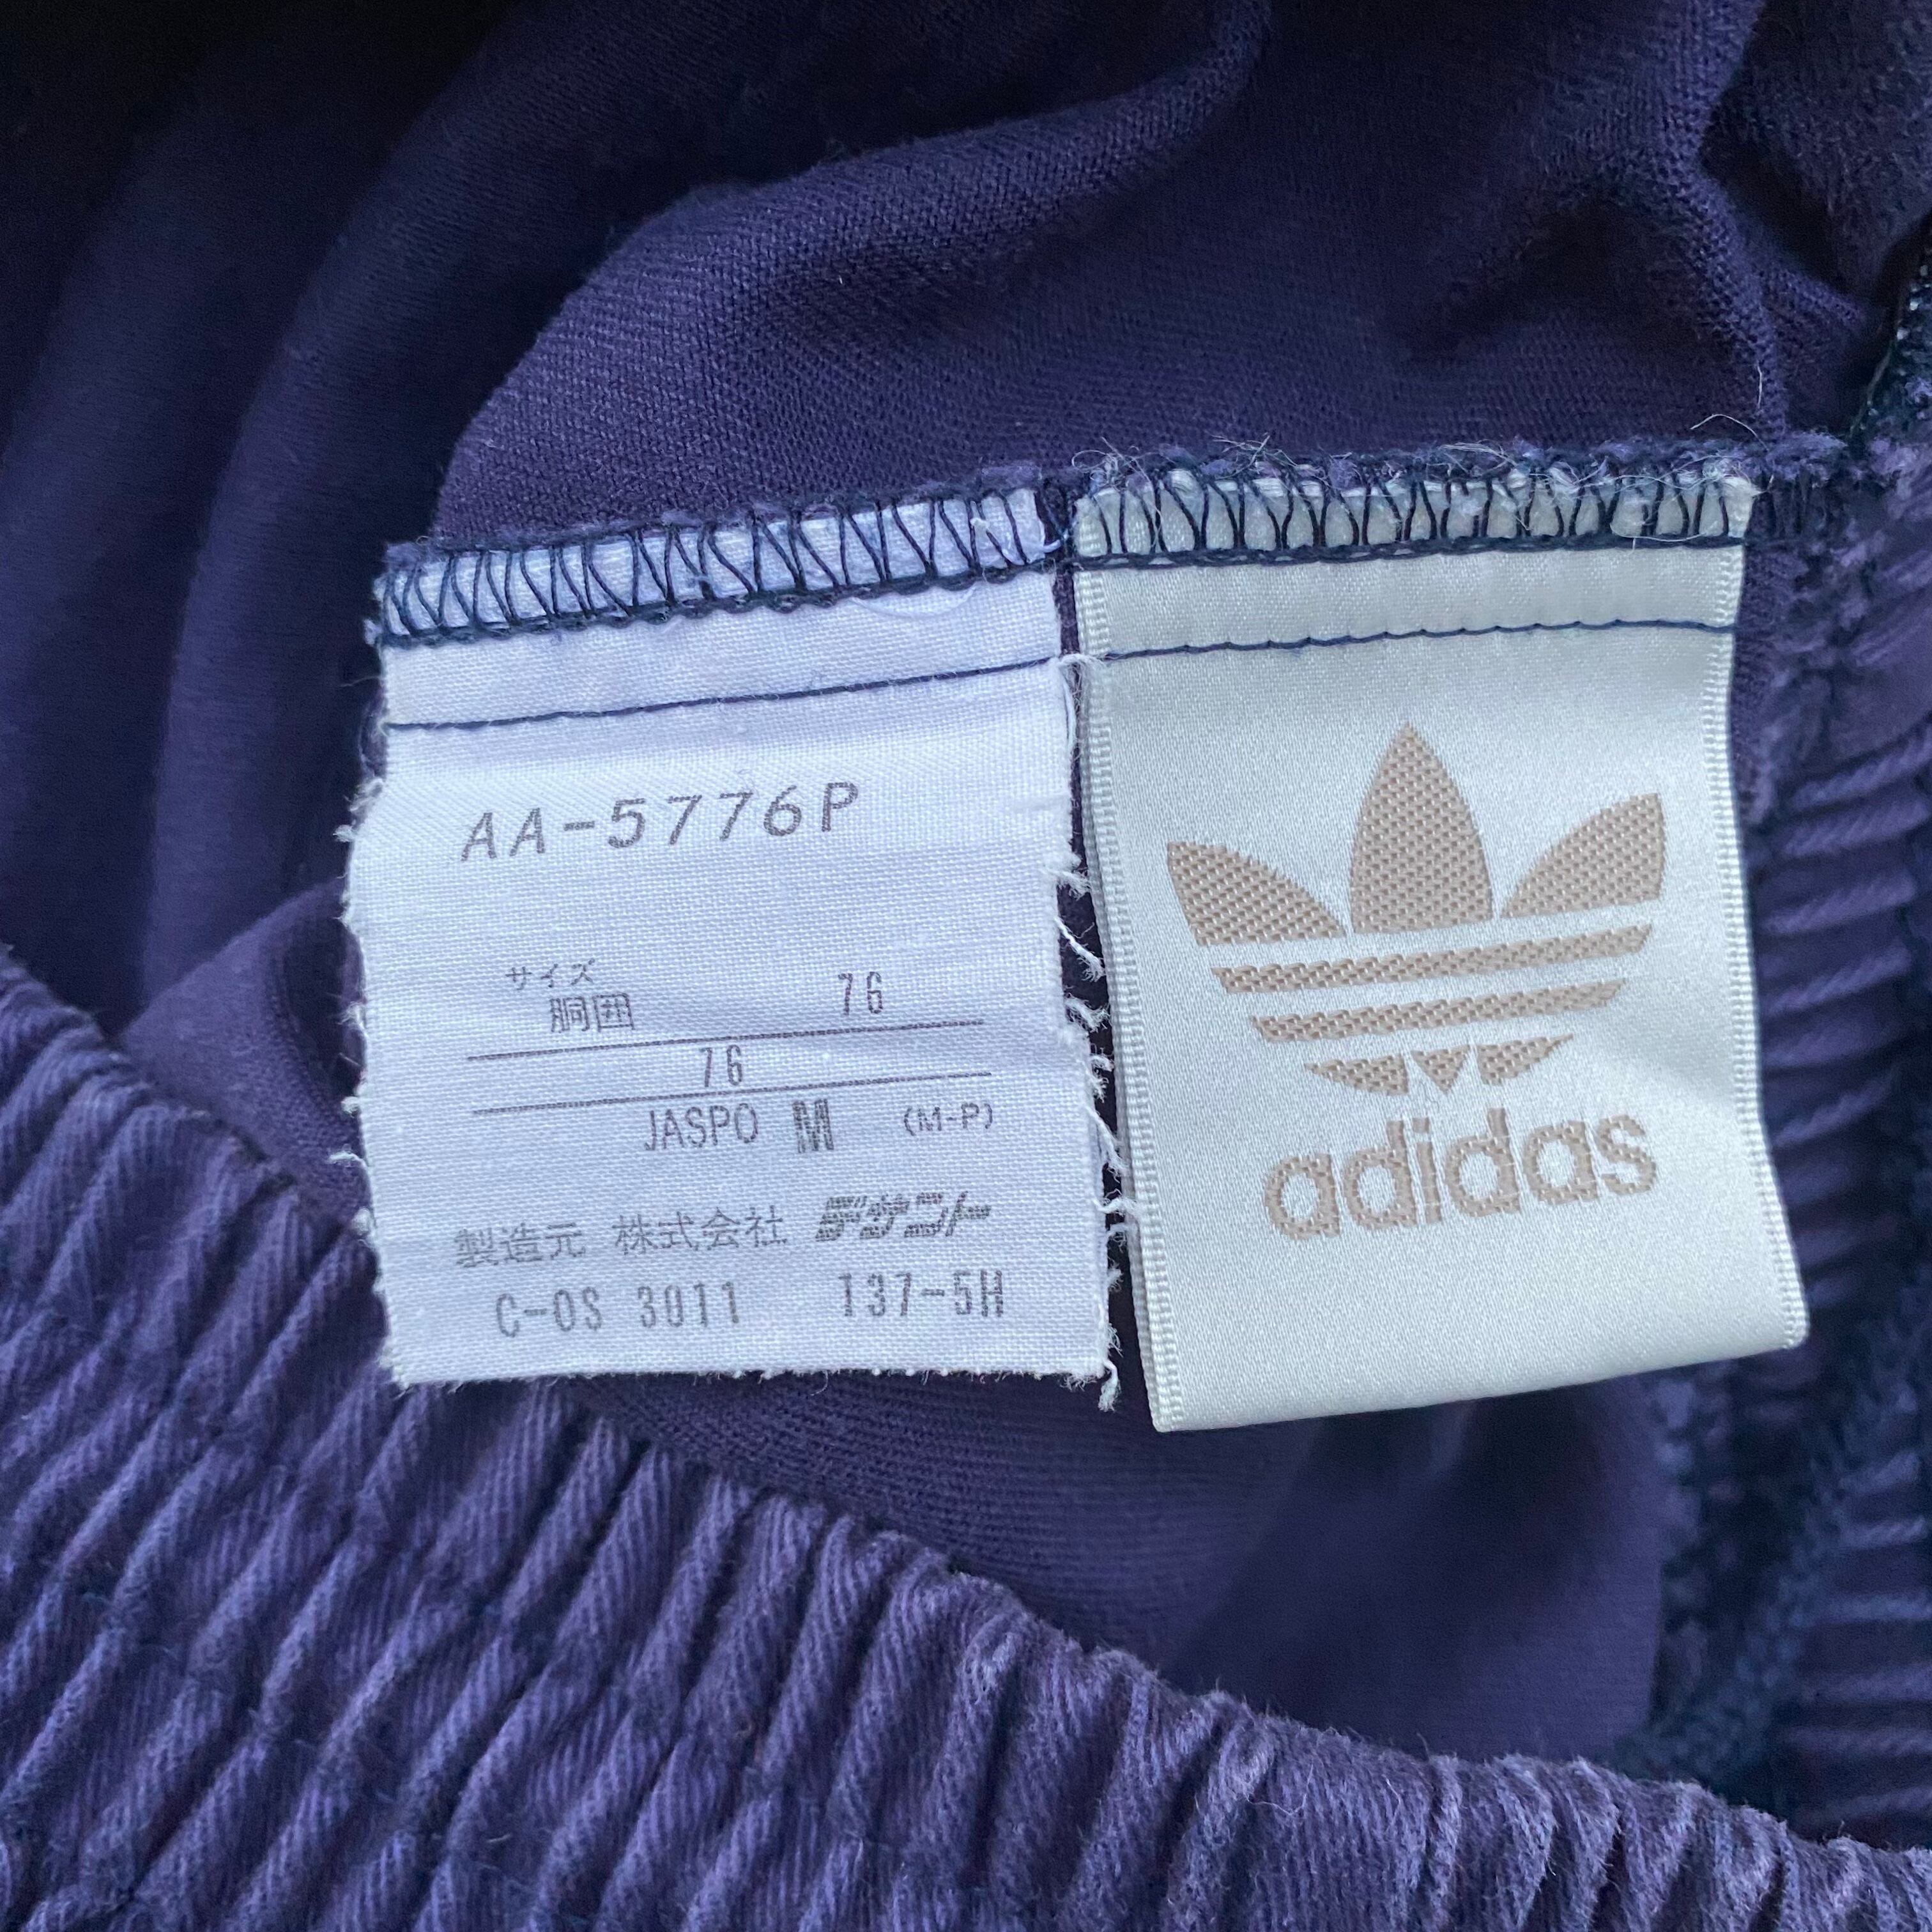 AA-5776P
サイズ
胴囲 76
76
JASPO M (M-P)
製造元 株式会社 デサント
C-OS 3011 137-5H
adidas